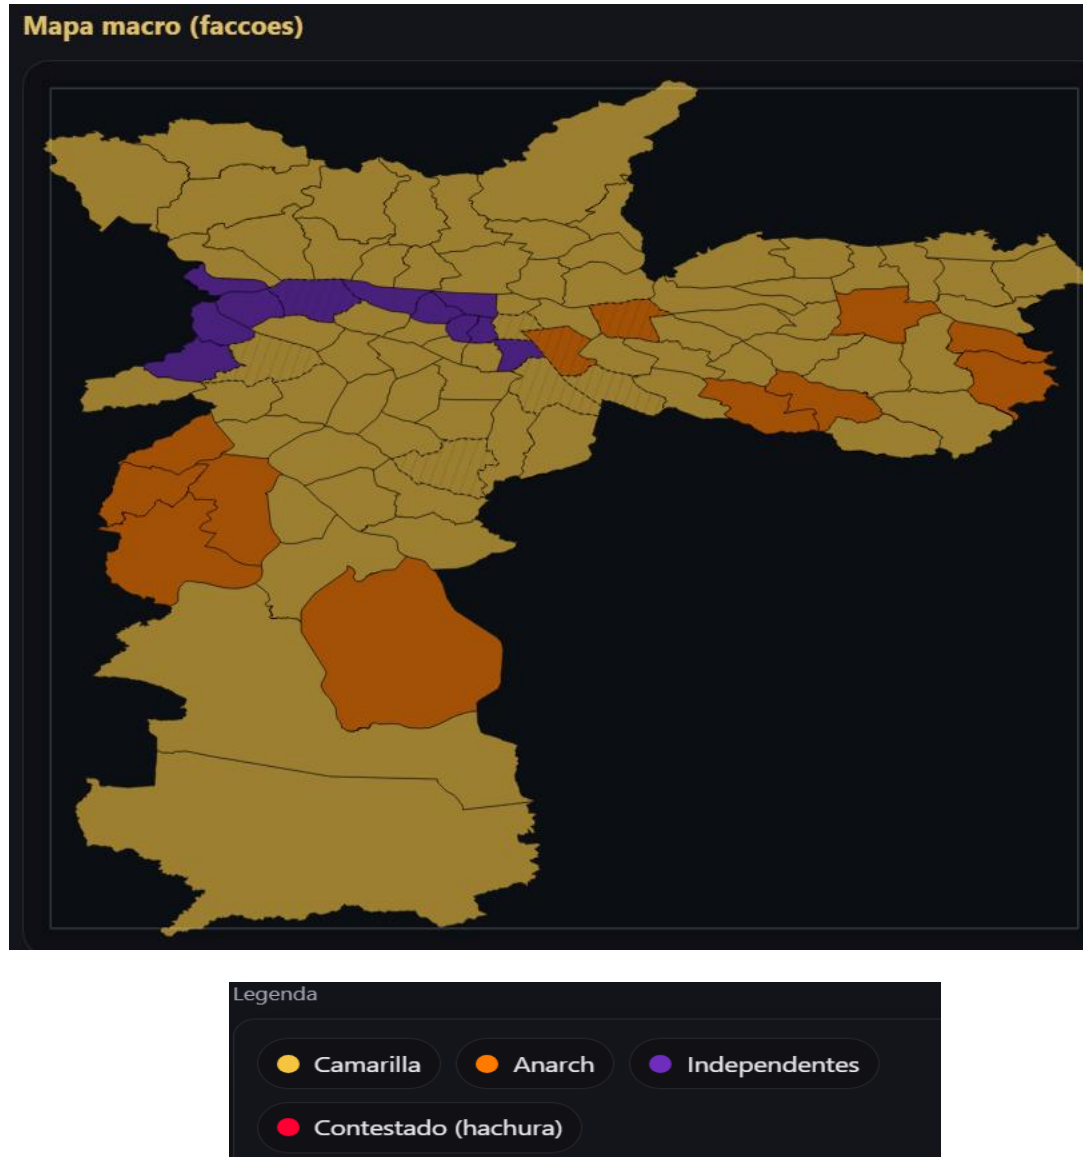 Mapa macro (faccoes)
Legenda
Camarilla
Anarch
Independentes
Contestado (hachura)